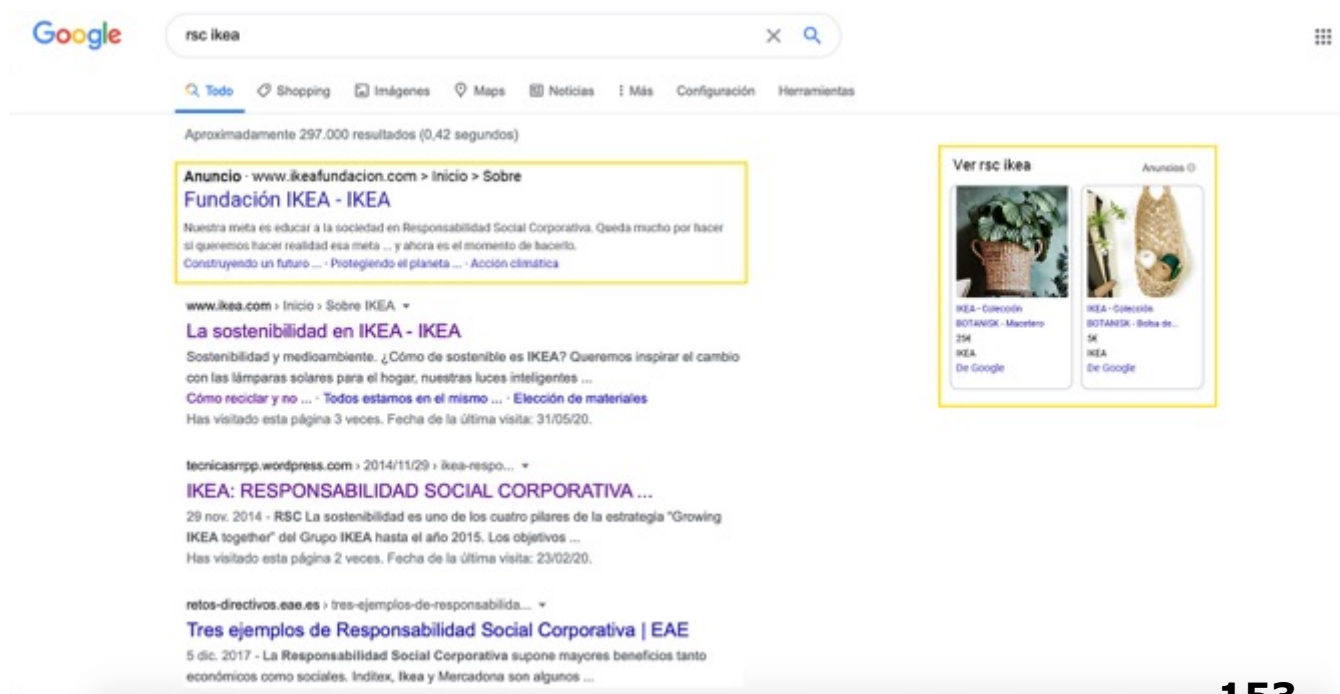 Google
rsc ikea
Todo Shopping Imágenes Maps Noticias Más Configuración Herramientas
Aproximadamente 297.000 resultados (0,42 segundos)
Anuncio · www.ikeafundacion.com > Inicio > Sobre
Fundación IKEA - IKEA
Nuestra meta es educar a la sociedad en Responsabilidad Social Corporativa. Queda mucho por hacer
si queremos hacer realidad esa meta ... y ahora es el momento de hacerlo.
Construyendo un futuro ... · Protegiendo el planeta ... · Acción climática
www.ikea.com › Inicio › Sobre IKEA
La sostenibilidad en IKEA - IKEA
Sostenibilidad y medioambiente. ¿Cómo de sostenible es IKEA? Queremos inspirar el cambio
con las lámparas solares para el hogar, nuestras luces inteligentes ...
Cómo reciclar y no ... · Todos estamos en el mismo ... · Elección de materiales
Has visitado esta página 3 veces. Fecha de la última visita: 31/05/20.
tecnicasrrpp.wordpress.com › 2014/11/29 › ikea-respo...
IKEA: RESPONSABILIDAD SOCIAL CORPORATIVA ...
29 nov. 2014 - RSC La sostenibilidad es uno de los cuatro pilares de la estrategia "Growing
IKEA together" del Grupo IKEA hasta el año 2015. Los objetivos ...
Has visitado esta página 2 veces. Fecha de la última visita: 23/02/20.
retos-directivos.eae.es › tres-ejemplos-de-responsabilida...
Tres ejemplos de Responsabilidad Social Corporativa | EAE
5 dic. 2017 - La Responsabilidad Social Corporativa supone mayores beneficios tanto
económicos como sociales. Inditex, Ikea y Mercadona son algunos ...
Ver rsc ikea Anuncios
IKEA - Colección
BOTANISK - Macetero
25€
IKEA
De Google
IKEA - Colección
BOTANISK - Bolsa de...
5€
IKEA
De Google
153